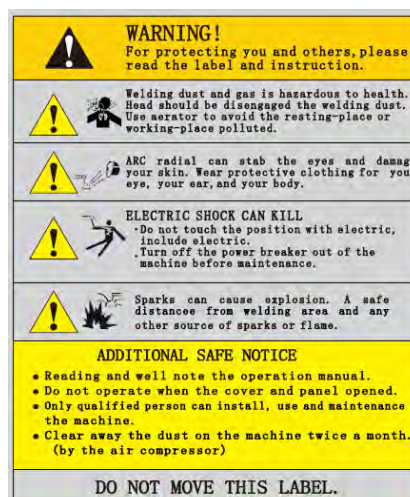 WARNING!
For protecting you and others, please
read the label and instruction.
Welding dust and gas is hazardous to health.
Head should be disengaged the welding dust.
Use aerator to avoid the resting-place or
working-place polluted.
ARC radial can stab the eyes and damag
your skin. Wear protective clothing for you
eye, your ear, and your body.
ELECTRIC SHOCK CAN KILL
·Do not touch the position with electric,
include electric.
.Turn off the power breaker out of the
machine before maintenance.
Sparks can cause explosion. A safe
distancee from welding area and any
other source of sparks or flame.
ADDITIONAL SAFE NOTICE
• Reading and well note the operation manual.
• Do not operate when the cover and panel opened.
• Only qualified person can install, use and maintenance
the machine.
• Clear away the dust on the machine twice a month.
(by the air compressor)
DO NOT MOVE THIS LABEL.